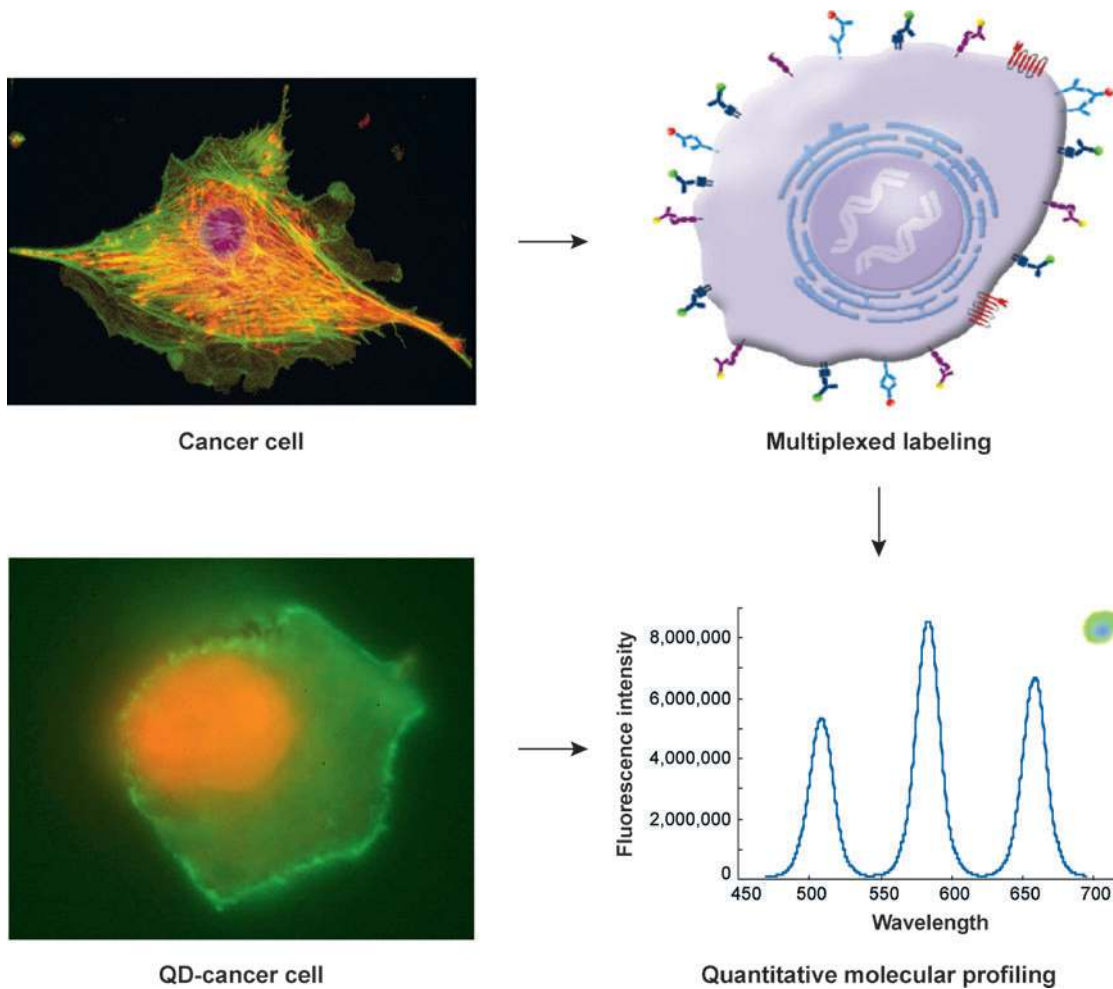 Cancer cell
Multiplexed labeling
Fluorescence intensity
8,000,000
6,000,000
4,000,000
2,000,000
0
450 500 550 600 650 700
Wavelength
QD-cancer cell
Quantitative molecular profiling